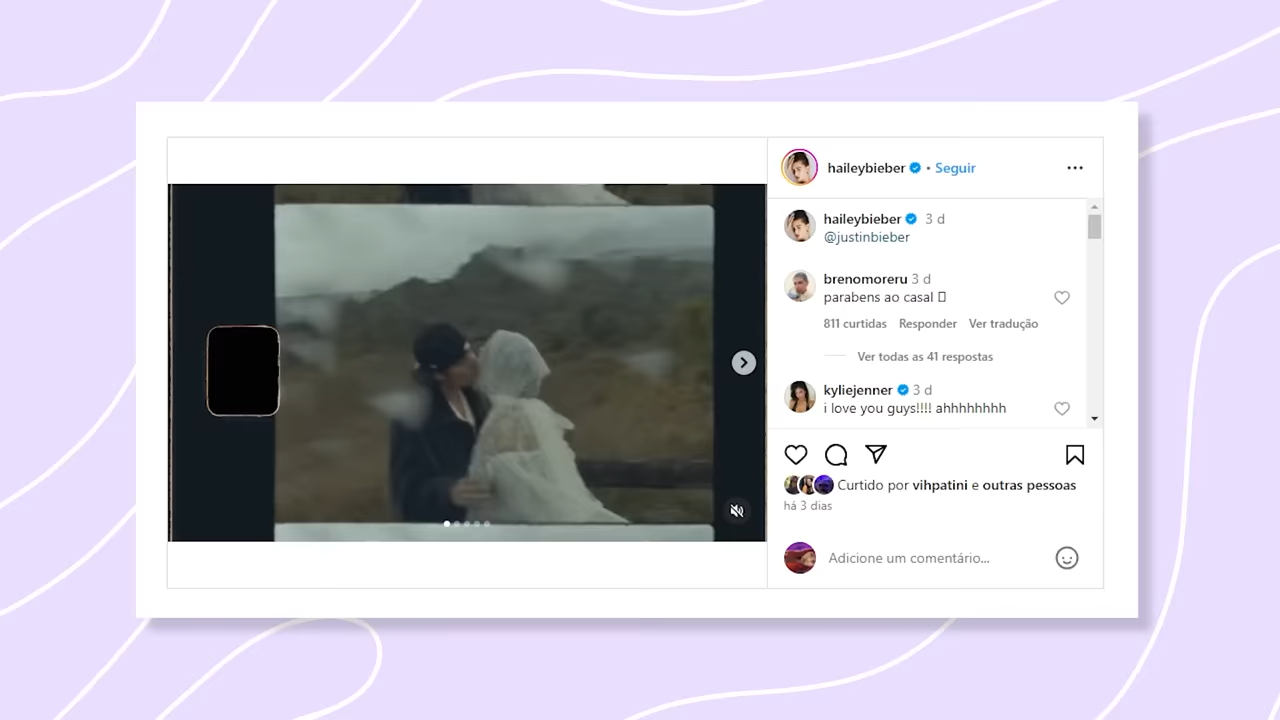 haileybieber • Seguir
haileybieber 3 d
@justinbieber
brenomoreru 3 d
parabens ao casal
811 curtidas Responder Ver tradução
Ver todas as 41 respostas
kyliejenner 3 d
i love you guys!!!! ahhhhhhhh
Curtido por vihpatini e outras pessoas
há 3 dias
Adicione um comentário...